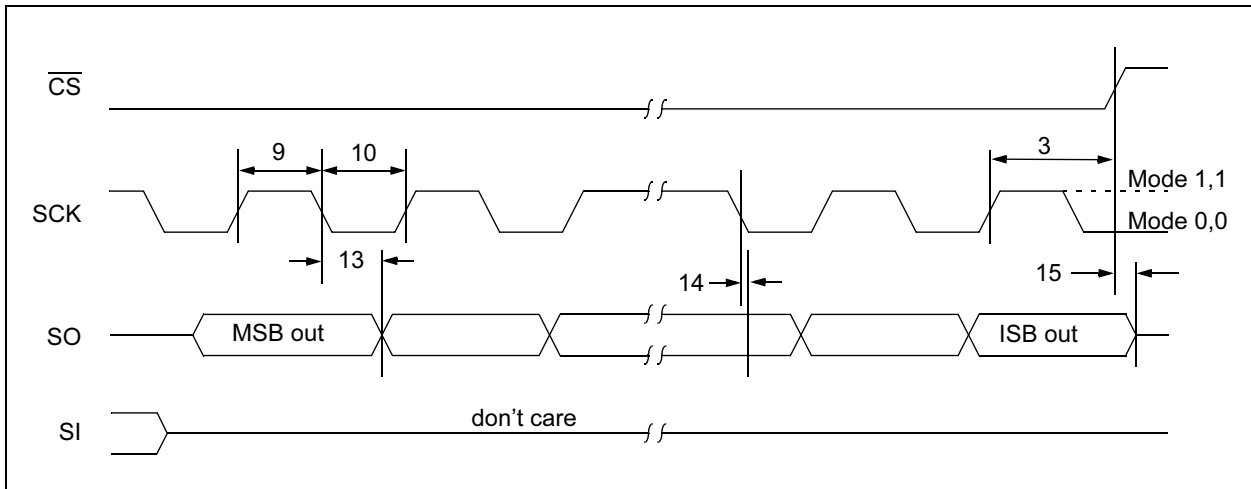 CS
9
10
3
SCK
Mode 1,1
Mode 0,0
13
14
15
SO
MSB out
ISB out
SI
don't care